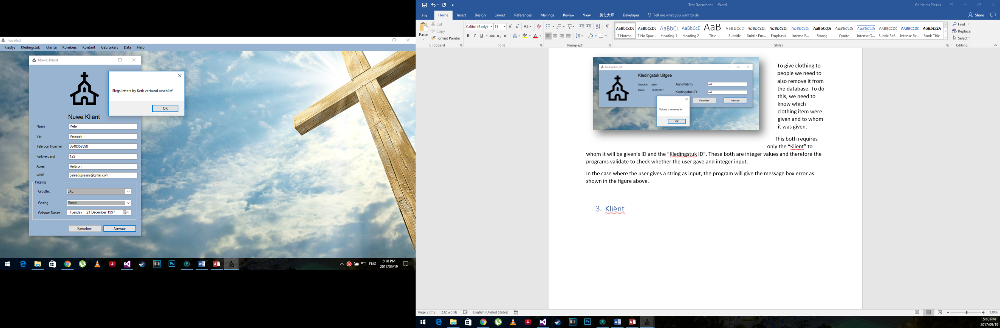 Tuisblad
Kieslys Kledingstuk Kliente Kombers Kontant Gebruikers Data Help
Nuwe_Klient
Slegs letters by Kerk verband asseblief
OK
Nuwe Kliënt
Naam Pieter
Van Vermaak
Telefoon Nommer 0848356998
Kerkverband 123
Adres Heilbron
Email gerrieduplessis@gmail.com
Inligting
Grootte: 5XL
Geslag: Manlik
Geboort Datum: Tuesday , 23 December 1997
Kanseleer Aanvaar
Ps
ENG
5:10 PM
2017/09/19
Test Document - Word
Gerrie du Plessis
File Home Insert Design Layout References Mailings Review View 美化大师 Developer Tell me what you want to do Share
Paste
Cut
Copy
Format Painter
Clipboard
Calibri (Body) 11
B I U abc
Font
Paragraph
AaBbCcDc AaBbCcDc AaBbCc AaBbCcE AaB AaBbCcD AaBbCcDc AaBbCcDc AaBbCcDc AaBbCcDc AaBbCcDc AaBbCcDc AABBCCDC AABBCCDC AaBbCcDc
¶ Normal ¶ No Spac... Heading 1 Heading 2 Title Subtitle Subtle Em... Emphasis Intense E... Strong Quote Intense Q... Subtle Ref... Intense Re... Book Title
Styles
Find
Replace
Select
Editing
Kledingstuk_Uit
Kledingstuk Uitgee
Gebruiker: admin
Datum: 19/09/2017
Aan (Kliënt): asd
Kledingstuk ID: asd
Kanseleer Aanvaar
Vul asb n nommer in
OK
To give clothing to
people we need to
also remove it from
the database. To do
this, we need to
know which
clothing item were
given and to whom
it was given.
This both requires
only the “Klient” to
whom it will be given’s ID and the “Kledingstuk ID”. These both are integer values and therefore the
programs validate to check whether the user gave and integer input.
In the case where the user gives a string as input, the program will give the message box error as
shown in the figure above.
3. Kliënt
Page 2 of 2 232 words English (United States) 130%
Ps
5:10 PM
2017/09/19